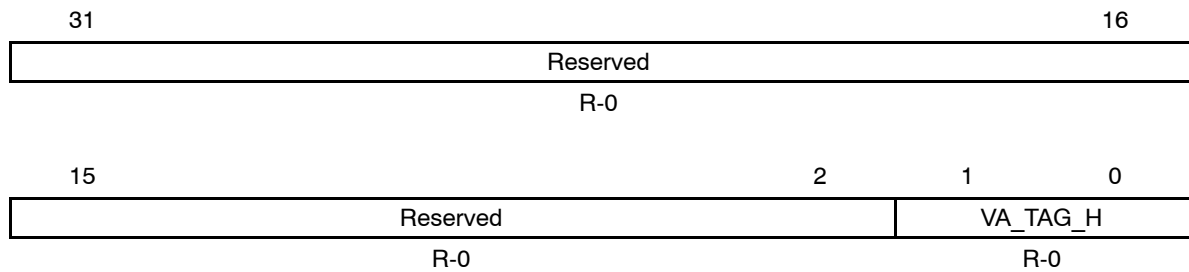 31 16
Reserved
R-0
15 2 1 0
Reserved VA_TAG_H
R-0 R-0